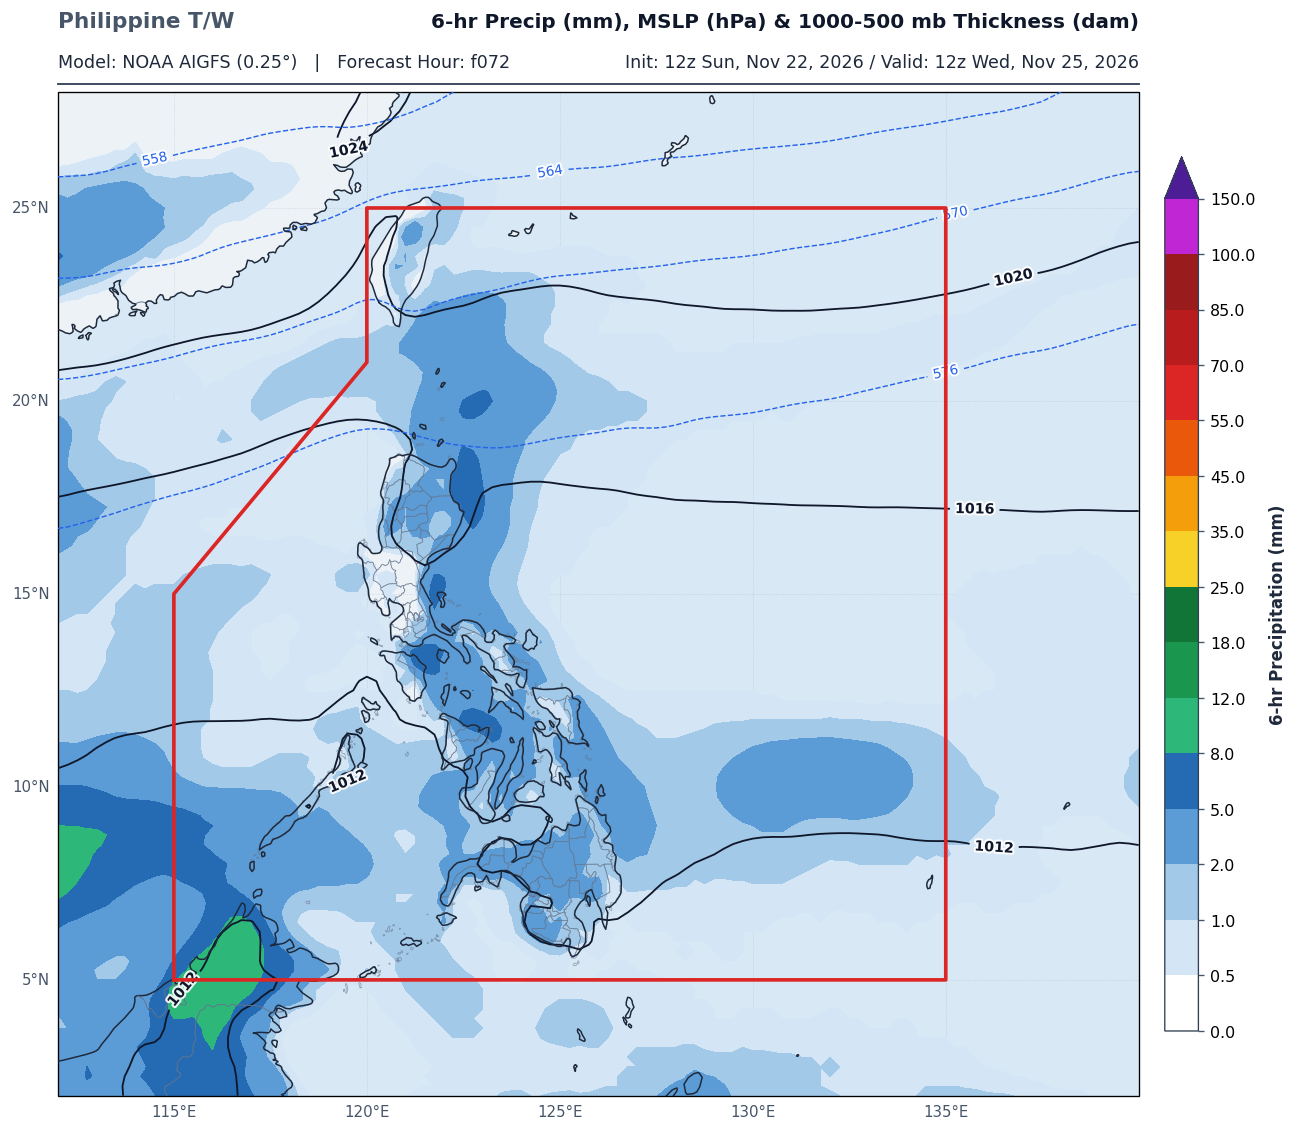 Philippine T/W
6-hr Precip (mm), MSLP (hPa) & 1000-500 mb Thickness (dam)
Model: NOAA AIGFS (0.25°) | Forecast Hour: f072
Init: 12z Sun, Nov 22, 2026 / Valid: 12z Wed, Nov 25, 2026
558
1024
564
570
1020
576
1016
1012
1012
1012
25°N
20°N
15°N
10°N
5°N
115°E
120°E
125°E
130°E
135°E
150.0
100.0
85.0
70.0
55.0
45.0
35.0
25.0
18.0
12.0
8.0
5.0
2.0
1.0
0.5
0.0
6-hr Precipitation (mm)